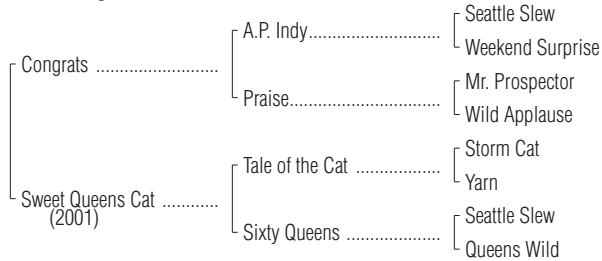 Seattle Slew
A.P. Indy..............................
Weekend Surprise
Congrats ..........................
Mr. Prospector
Praise..................................
Wild Applause
Storm Cat
Tale of the Cat ..................
Yarn
Sweet Queens Cat ............
(2001)
Seattle Slew
Sixty Queens ....................
Queens Wild